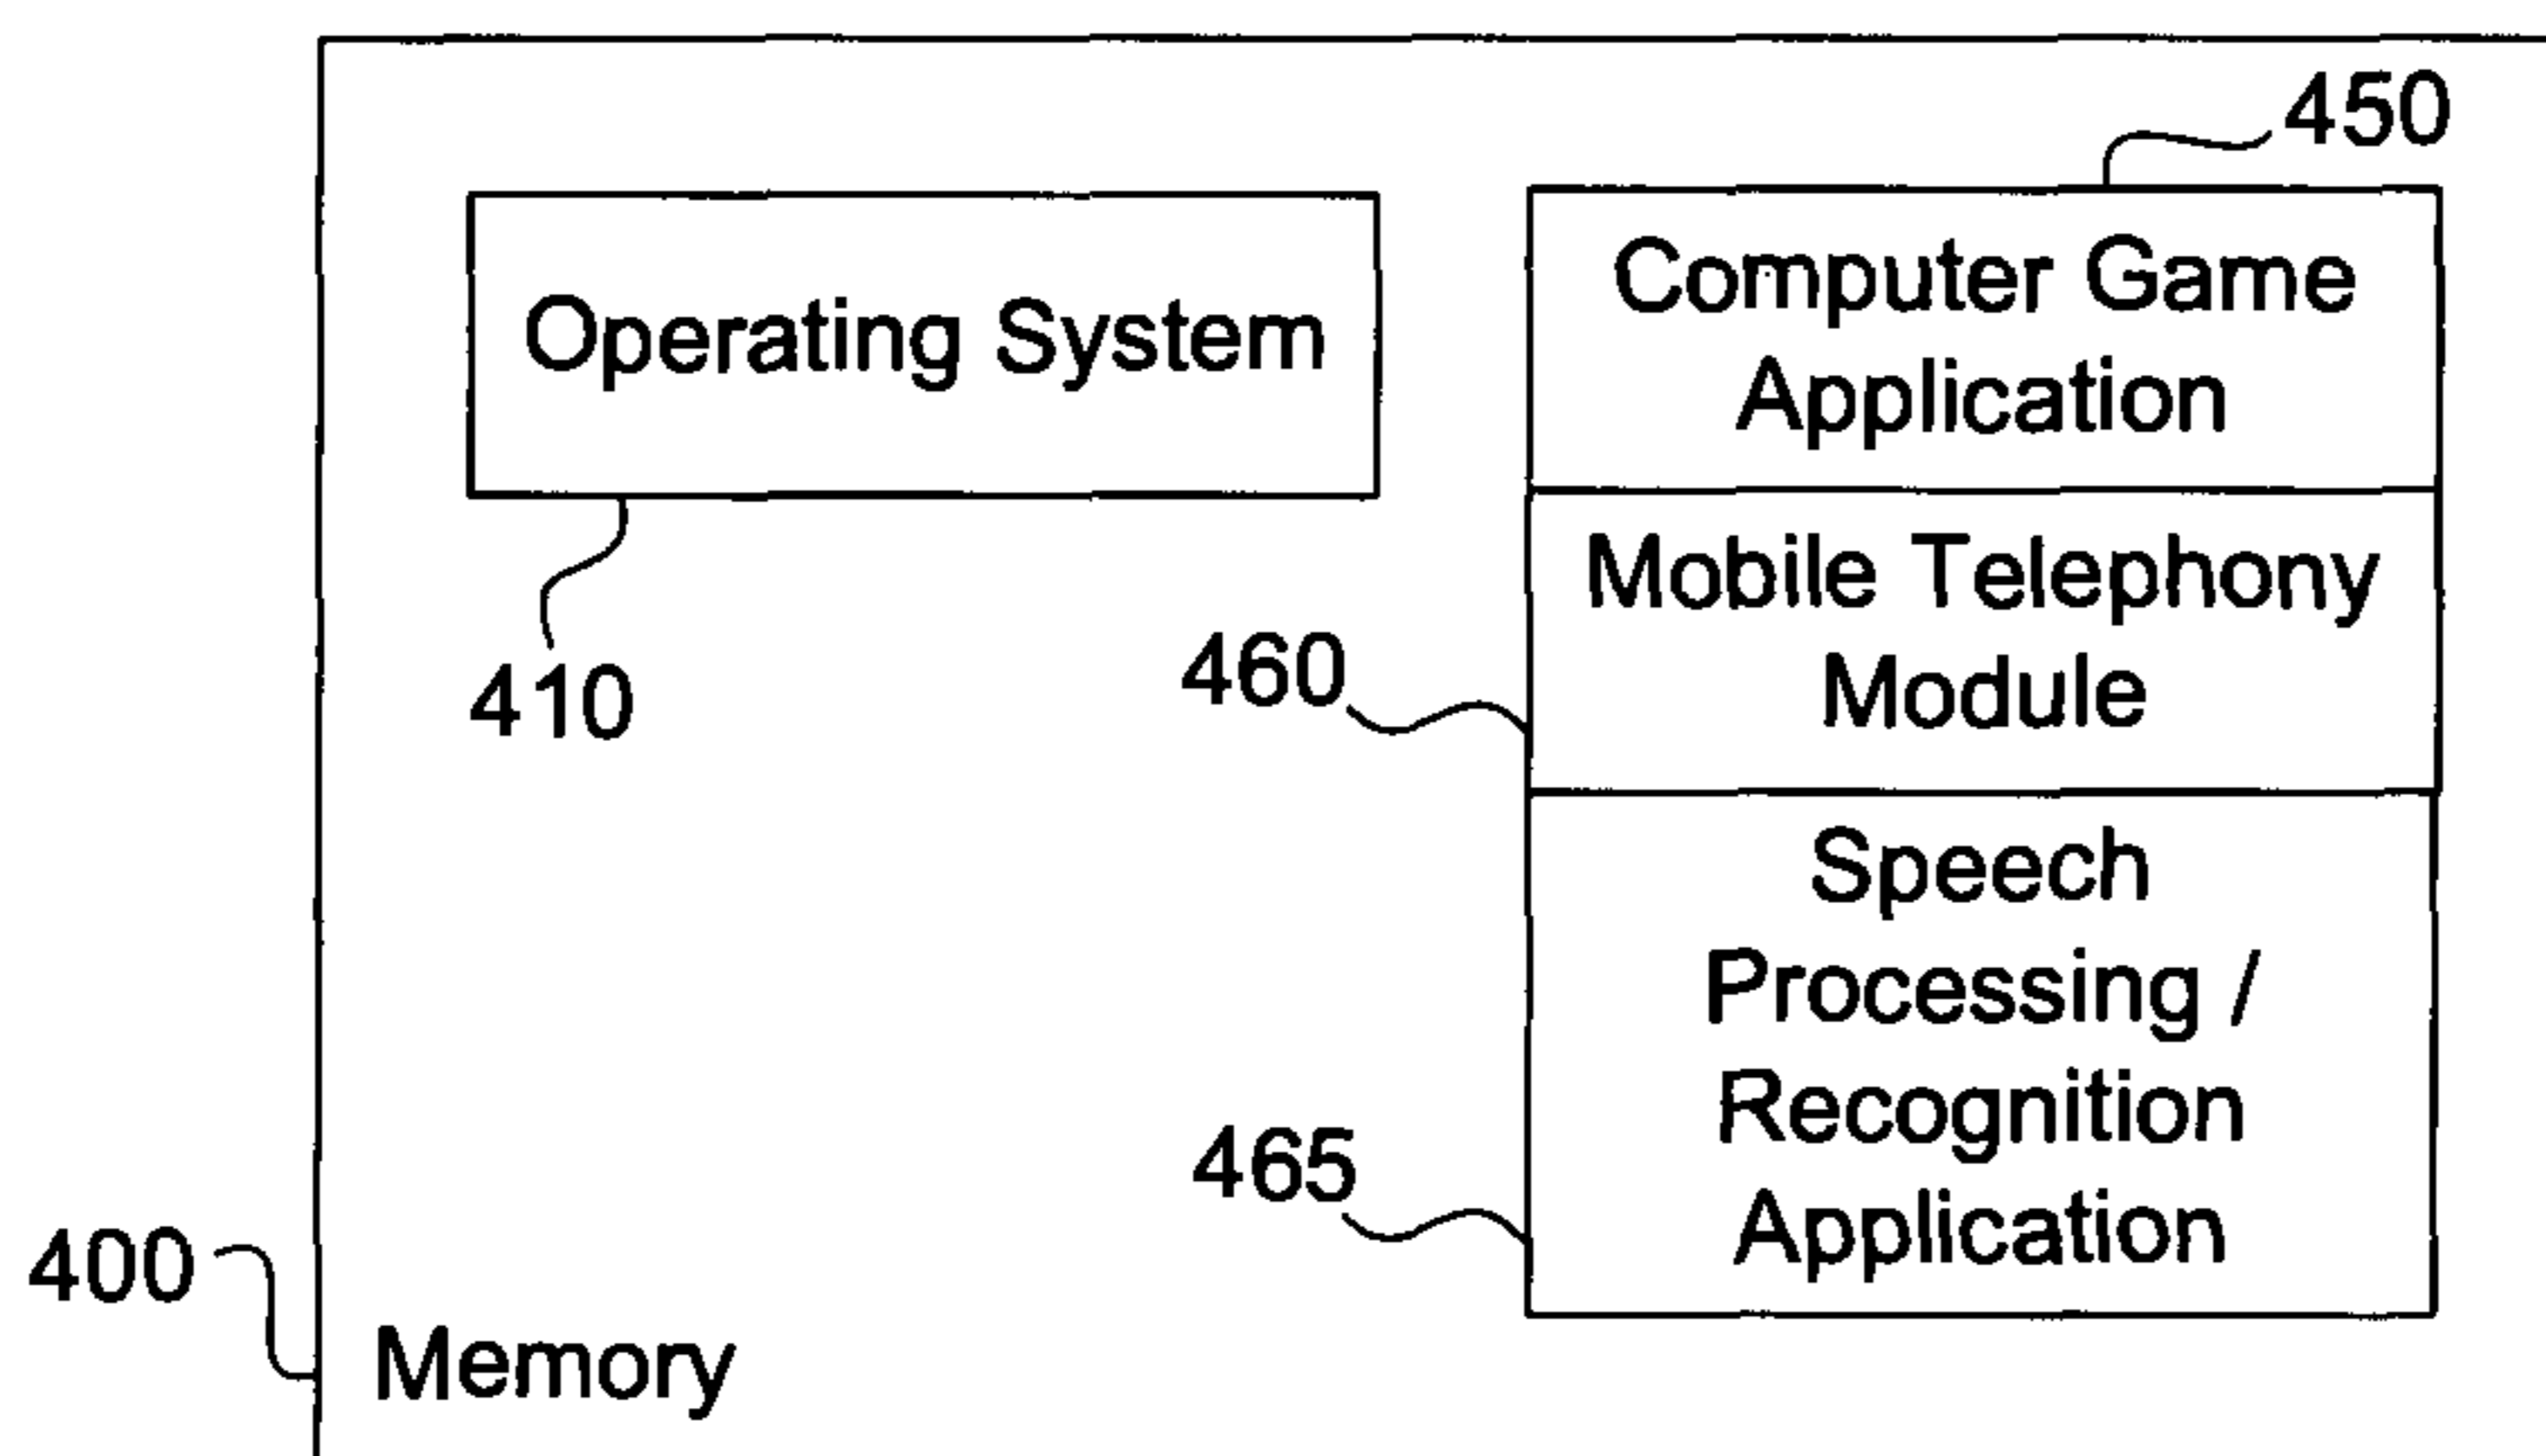 450
Operating System
Computer Game
Application
410
460
Mobile Telephony
Module
465
Speech
Processing /
Recognition
Application
400
Memory